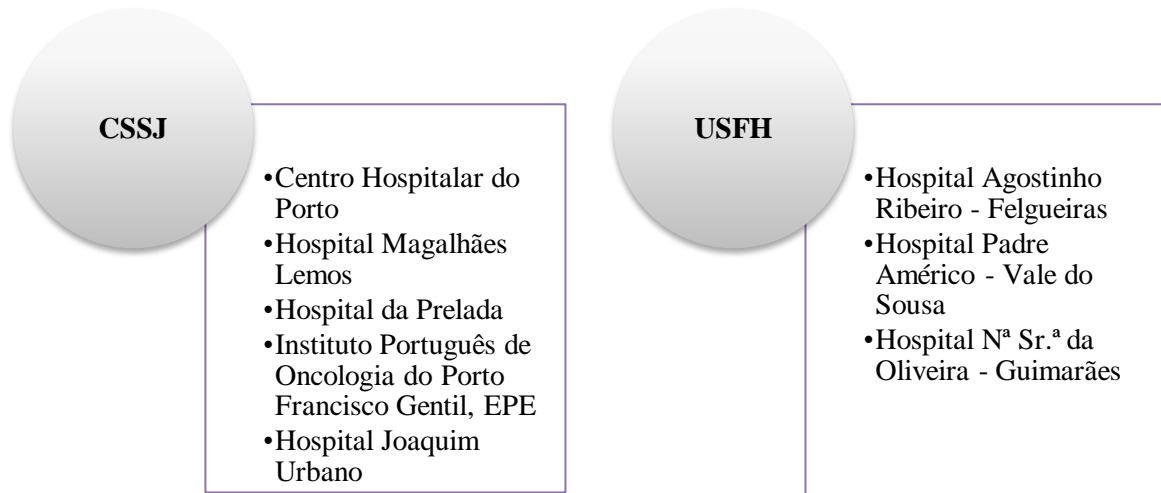 CSSJ
•Centro Hospitalar do
Porto
•Hospital Magalhães
Lemos
•Hospital da Prelada
•Instituto Português de
Oncologia do Porto
Francisco Gentil, EPE
•Hospital Joaquim
Urbano
USFH
•Hospital Agostinho
Ribeiro - Felgueiras
•Hospital Padre
Américo - Vale do
Sousa
•Hospital Nª Sr.ª da
Oliveira - Guimarães